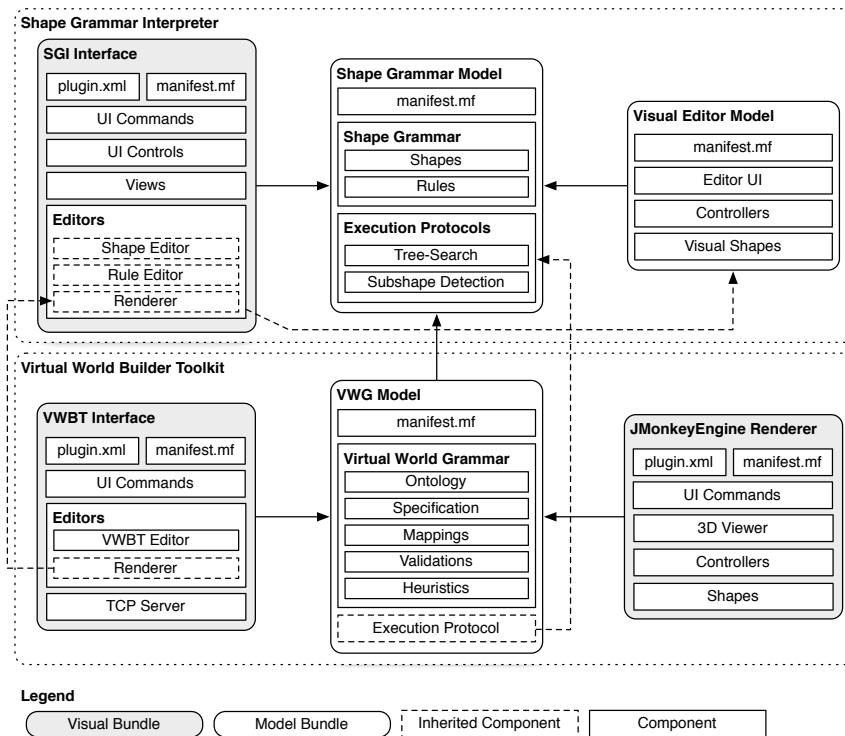 Shape Grammar Interpreter
SGI Interface
plugin.xml
manifest.mf
UI Commands
UI Controls
Views
Editors
Shape Editor
Rule Editor
Renderer
Shape Grammar Model
manifest.mf
Shape Grammar
Shapes
Rules
Execution Protocols
Tree-Search
Subshape Detection
Visual Editor Model
manifest.mf
Editor UI
Controllers
Visual Shapes
Virtual World Builder Toolkit
VWBT Interface
plugin.xml
manifest.mf
UI Commands
Editors
VWBT Editor
Renderer
TCP Server
VWG Model
manifest.mf
Virtual World Grammar
Ontology
Specification
Mappings
Validations
Heuristics
Execution Protocol
JMonkeyEngine Renderer
plugin.xml
manifest.mf
UI Commands
3D Viewer
Controllers
Shapes
Legend
Visual Bundle
Model Bundle
Inherited Component
Component